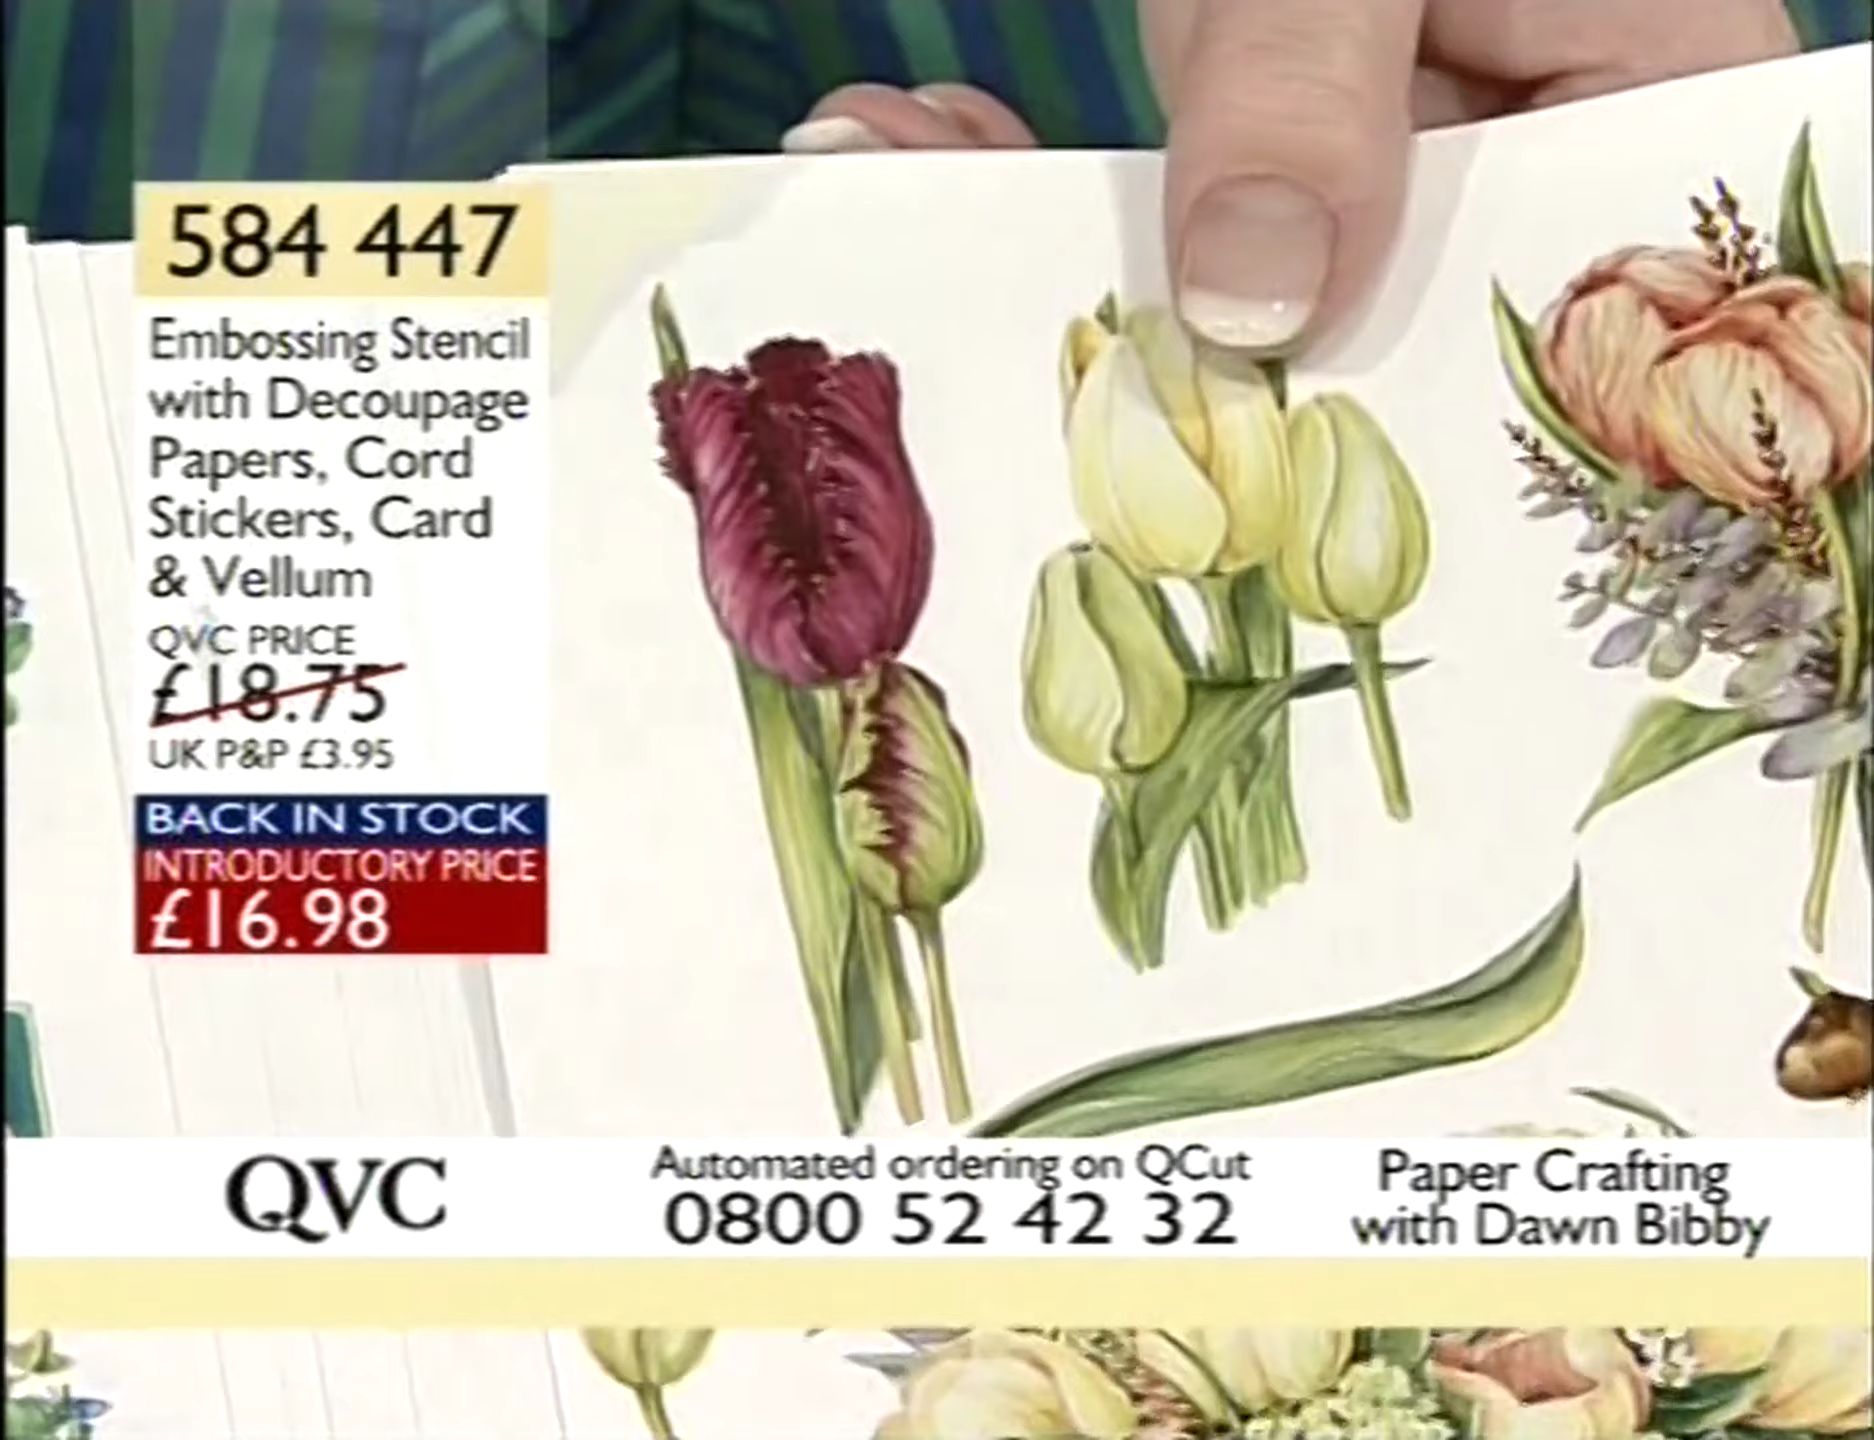 584 447
Embossing Stencil
with Decoupage
Papers, Cord
Stickers, Card
& Vellum
QVC PRICE
£18.75
UK P&P £3.95
BACK IN STOCK
INTRODUCTORY PRICE
£16.98
QVC
Automated ordering on QCut
0800 52 42 32
Paper Crafting
with Dawn Bibby